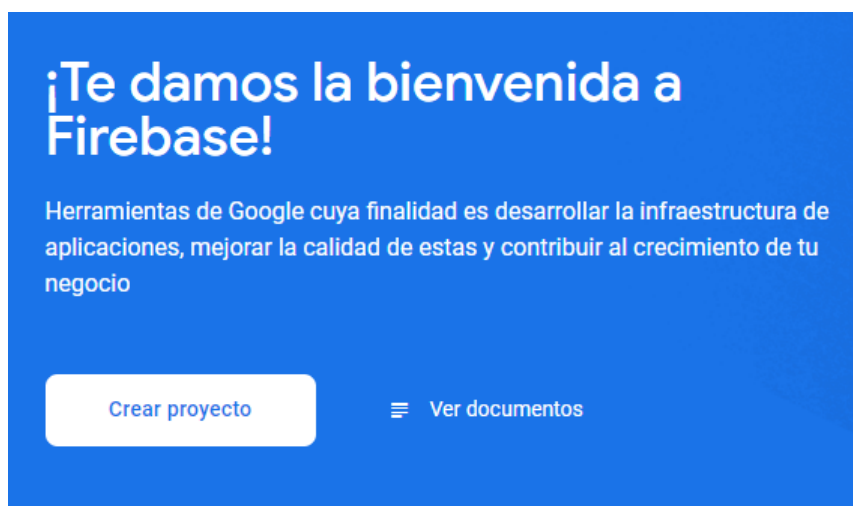 ¡Te damos la bienvenida a
Firebase!
Herramientas de Google cuya finalidad es desarrollar la infraestructura de
aplicaciones, mejorar la calidad de estas y contribuir al crecimiento de tu
negocio
Crear proyecto
Ver documentos